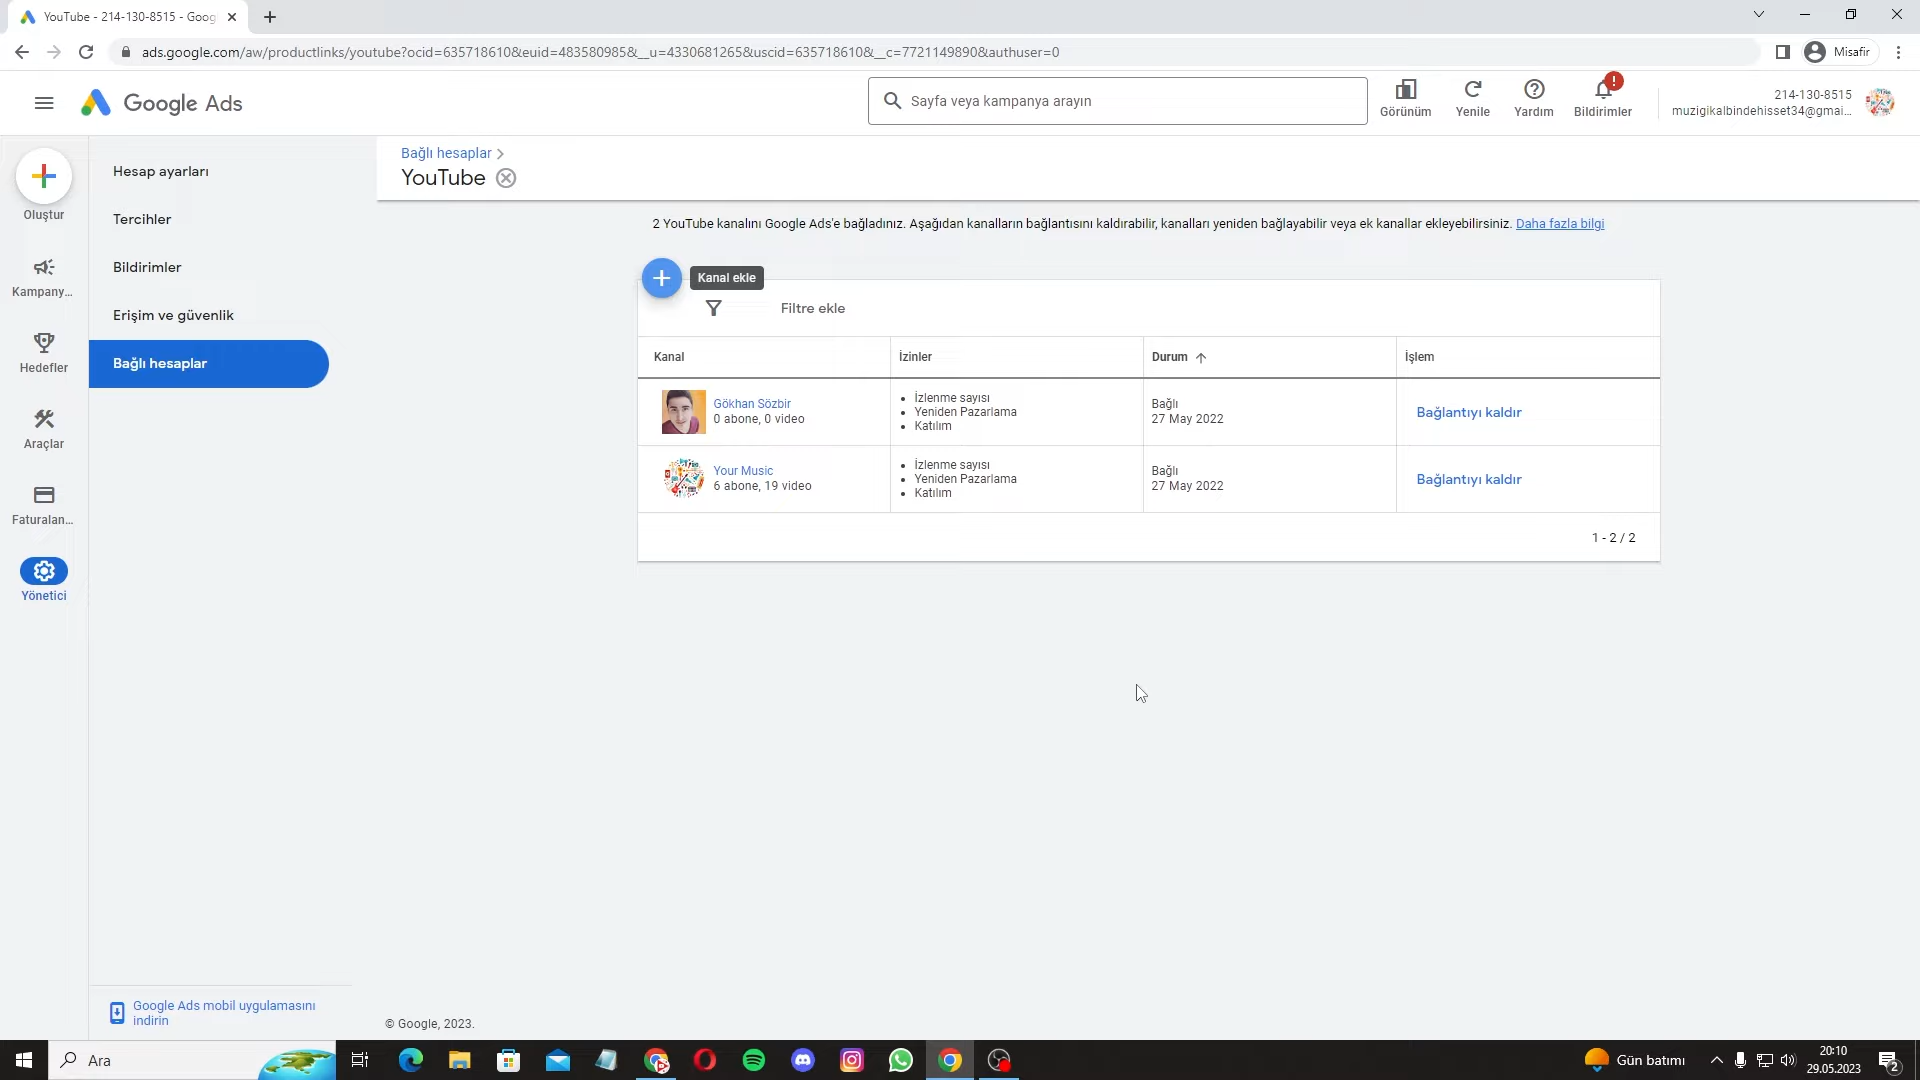 YouTube - 214-130-8515 - Goog
ads.google.com/aw/productlinks/youtube?ocid=635718610&euid=483580985&__u=4330681265&uscid=635718610&__c=7721149890&authuser=0
Misafir
Google Ads
Sayfa veya kampanya arayın
Görünüm
Yenile
Yardım
!
Bildirimler
214-130-8515
muzigikalbindehisset34@gmai...
Oluştur
Kampany...
Hedefler
Araçlar
Faturalan...
Yönetici
Hesap ayarları
Tercihler
Bildirimler
Erişim ve güvenlik
Bağlı hesaplar
Google Ads mobil uygulamasını
indirin
Bağlı hesaplar
YouTube
2 YouTube kanalını Google Ads'e bağladınız. Aşağıdan kanalların bağlantısını kaldırabilir, kanalları yeniden bağlayabilir veya ek kanallar ekleyebilirsiniz. Daha fazla bilgi
Kanal ekle
Filtre ekle
Kanal İzinler Durum İşlem
Gökhan Sözbir
0 abone, 0 video
• İzlenme sayısı
• Yeniden Pazarlama
• Katılım
Bağlı
27 May 2022
Bağlantıyı kaldır
Your Music
6 abone, 19 video
• İzlenme sayısı
• Yeniden Pazarlama
• Katılım
Bağlı
27 May 2022
Bağlantıyı kaldır
1 - 2 / 2
© Google, 2023.
Ara
Gün batımı
20:10
29.05.2023
2